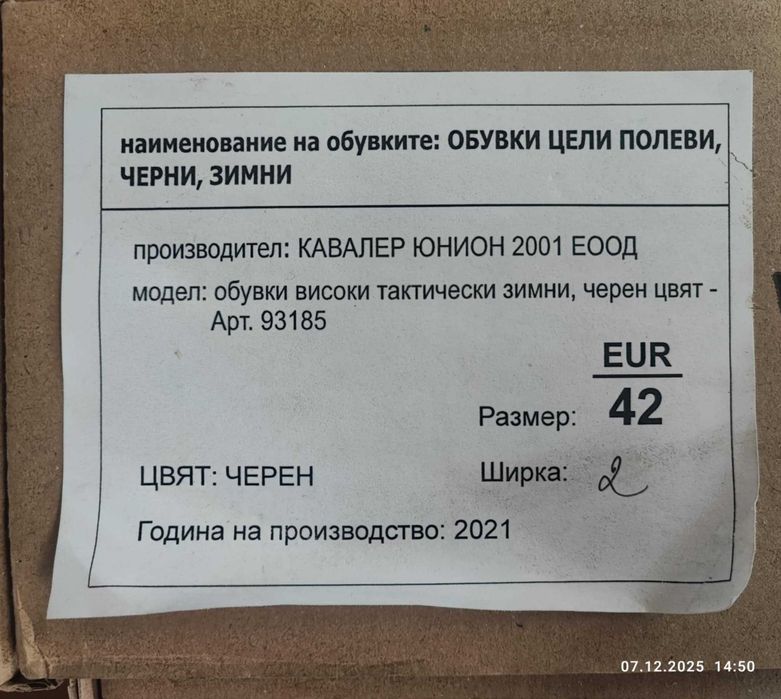 наименование на обувките: ОБУВКИ ЦЕЛИ ПОЛЕВИ,
ЧЕРНИ, ЗИМНИ
производител: КАВАЛЕР ЮНИОН 2001 ЕООД
модел: обувки високи тактически зимни, черен цвят -
Арт. 93185
EUR
Размер: 42
ЦВЯТ: ЧЕРЕН Ширка: 2
Година на производство: 2021
07.12.2025 14:50